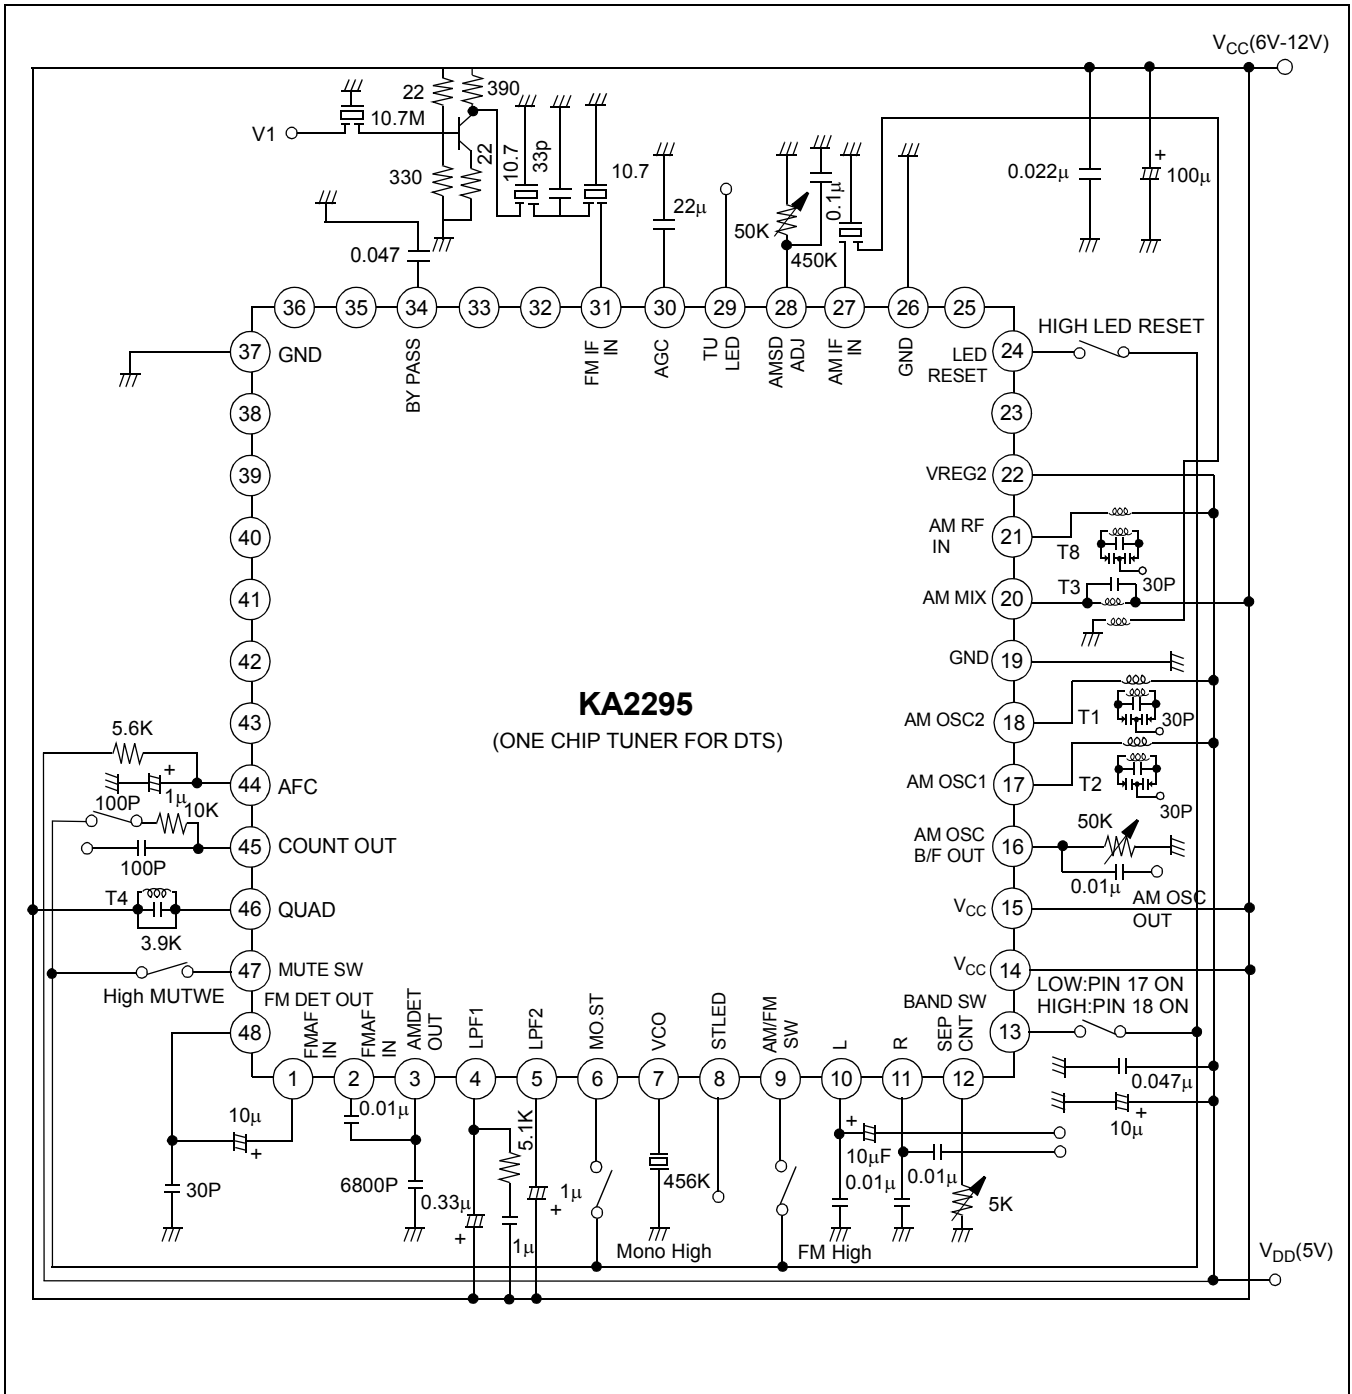 VCC(6V-12V)
22
390
10.7M
V1
330
22
10.7
33p
10.7
0.047
22µ
50K
0.1µ
450K
0.022µ
+
100µ
36
35
34
33
32
31
30
29
28
27
26
25
BY PASS
FM IF
IN
AGC
TU
LED
AMSD
ADJ
AM IF
IN
GND
37
GND
38
39
40
41
42
43
44
AFC
45
COUNT OUT
46
QUAD
47
MUTE SW
48
FM DET OUT
5.6K
+
1µ
100P
10K
100P
T4
3.9K
High MUTWE
KA2295
(ONE CHIP TUNER FOR DTS)
HIGH LED RESET
LED
RESET
24
23
VREG2
22
AM RF
IN
21
T8
30P
AM MIX
20
T3
GND
19
AM OSC2
18
T1
30P
AM OSC1
17
T2
30P
AM OSC
B/F OUT
16
50K
0.01µ
AM OSC
OUT
VCC
15
VCC
14
LOW:PIN 17 ON
HIGH:PIN 18 ON
BAND SW
13
0.047µ
+
10µ
FMAF
IN
FMAF
IN
AMDET
OUT
LPF1
LPF2
MO.ST
VCO
STLED
AM/FM
SW
L
R
SEP
CNT
1
2
3
4
5
6
7
8
9
10
11
12
10µ
+
30P
0.01µ
6800P
0.33µ
+
5.1K
1µ
1µ
+
Mono High
456K
FM High
+
10µF
0.01µ
0.01µ
5K
VDD(5V)